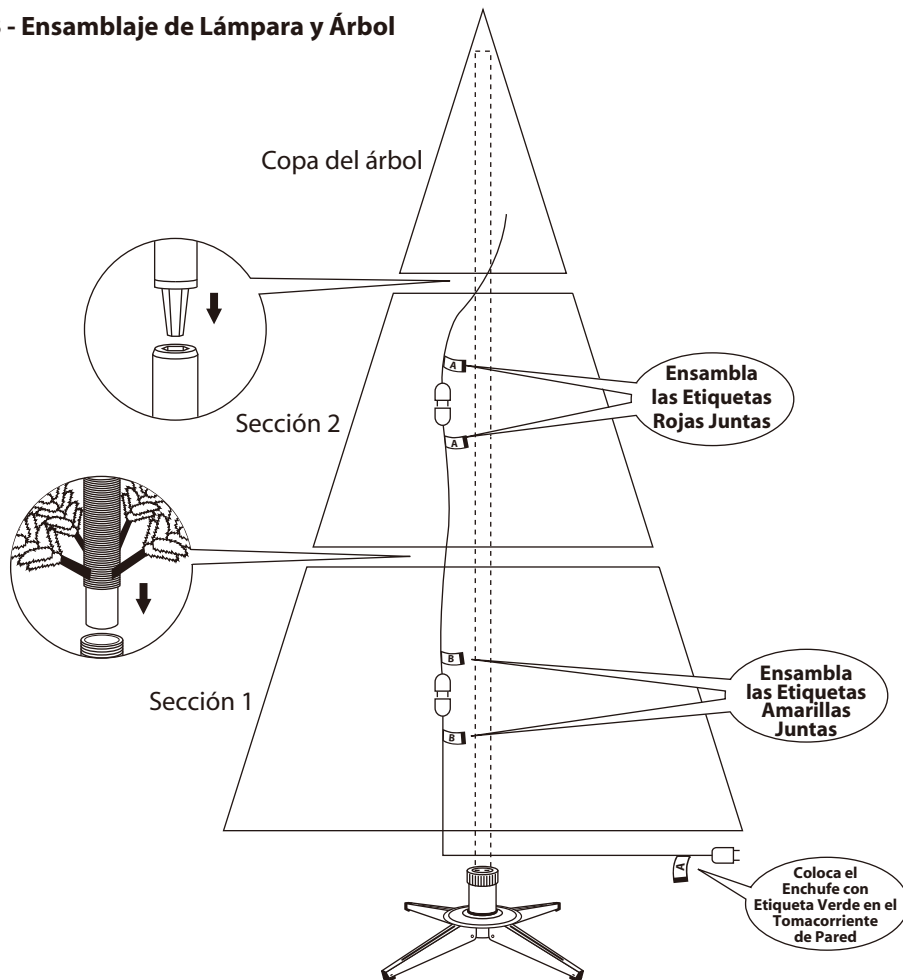 - Ensamblaje de Lámpara y Árbol
Copa del árbol
A
Ensambla
las Etiquetas
Rojas Juntas
Sección 2
A
B
Ensambla
las Etiquetas
Amarillas
Juntas
Sección 1
B
A
Coloca el
Enchufe con
Etiqueta Verde en el
Tomacorriente
de Pared